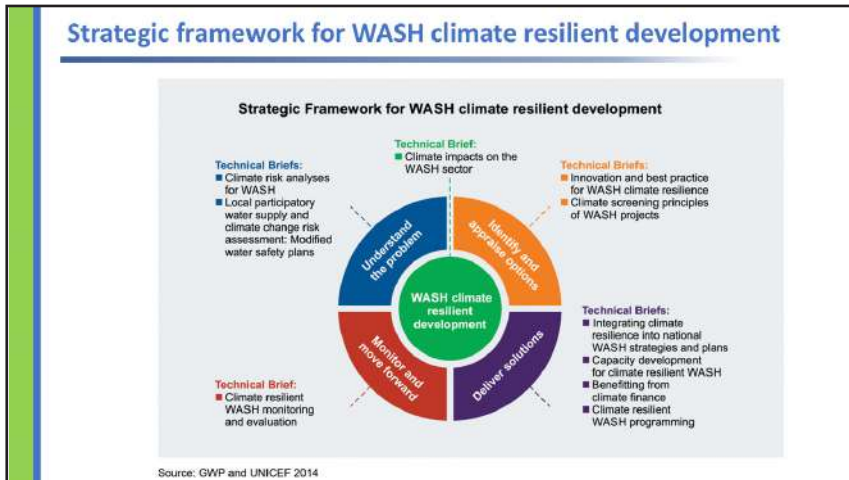 Strategic framework for WASH climate resilient development
Strategic Framework for WASH climate resilient development
Technical Brief:
Climate impacts on the
WASH sector
Technical Briefs:
Climate risk analyses
for WASH
Local participatory
water supply and
climate change risk
assessment: Modified
water safety plans
Technical Briefs:
Innovation and best practice
for WASH climate resilience
Climate screening principles
of WASH projects
Understand
the problem
Identify and
appraise options
WASH climate
resilient
development
Monitor and
move forward
Deliver solutions
Technical Brief:
Climate resilient
WASH monitoring
and evaluation
Technical Briefs:
Integrating climate
resilience into national
WASH strategies and plans
Capacity development
for climate resilient WASH
Benefitting from
climate finance
Climate resilient
WASH programming
Source: GWP and UNICEF 2014